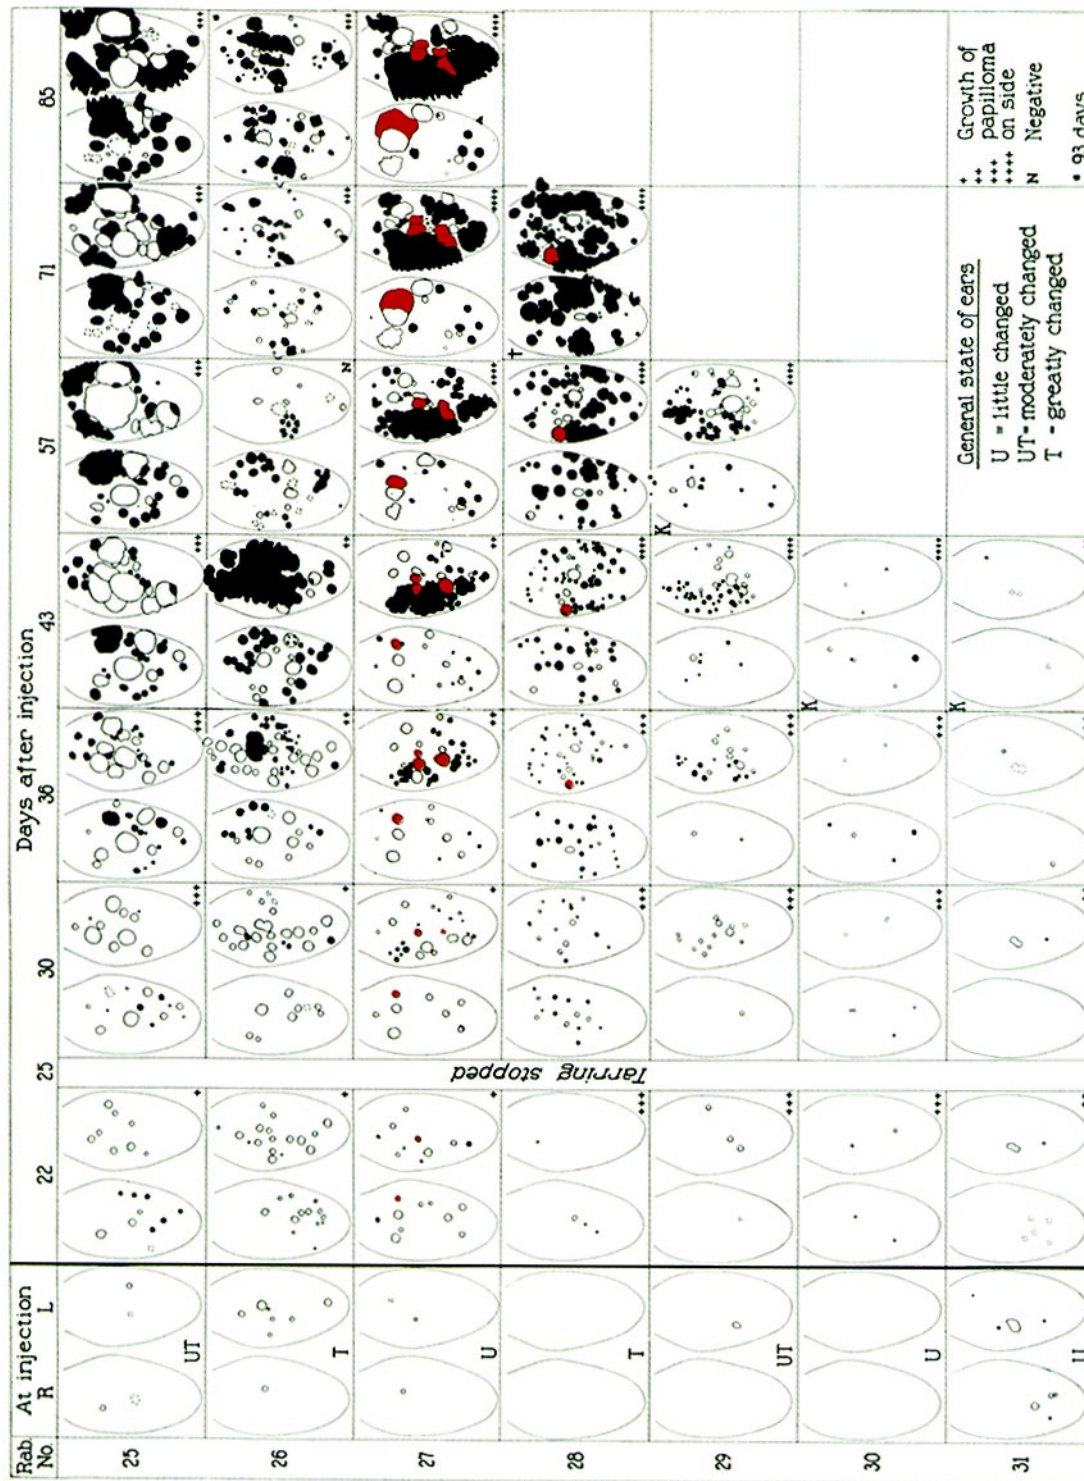 Days after injection
Rab. No. At injection 22 25 30 36 43 57 71 85
R L
Tarring stopped
25 UT + +++ +++ +++ +++ +++ +++
26 T + + ++ ++ N ++ ++
27 U + + ++ ++ ++++ ++++ ++++
28 T +++ ++++ ++++ † ++++
29 UT +++ +++ +++ ++++ K ++++
30 U +++ +++ +++ K ++++
31 U K
General state of ears
U = little changed
UT = moderately changed
T = greatly changed
+
++
+++
++++
Growth of
papilloma
on side
N Negative
• 93 days